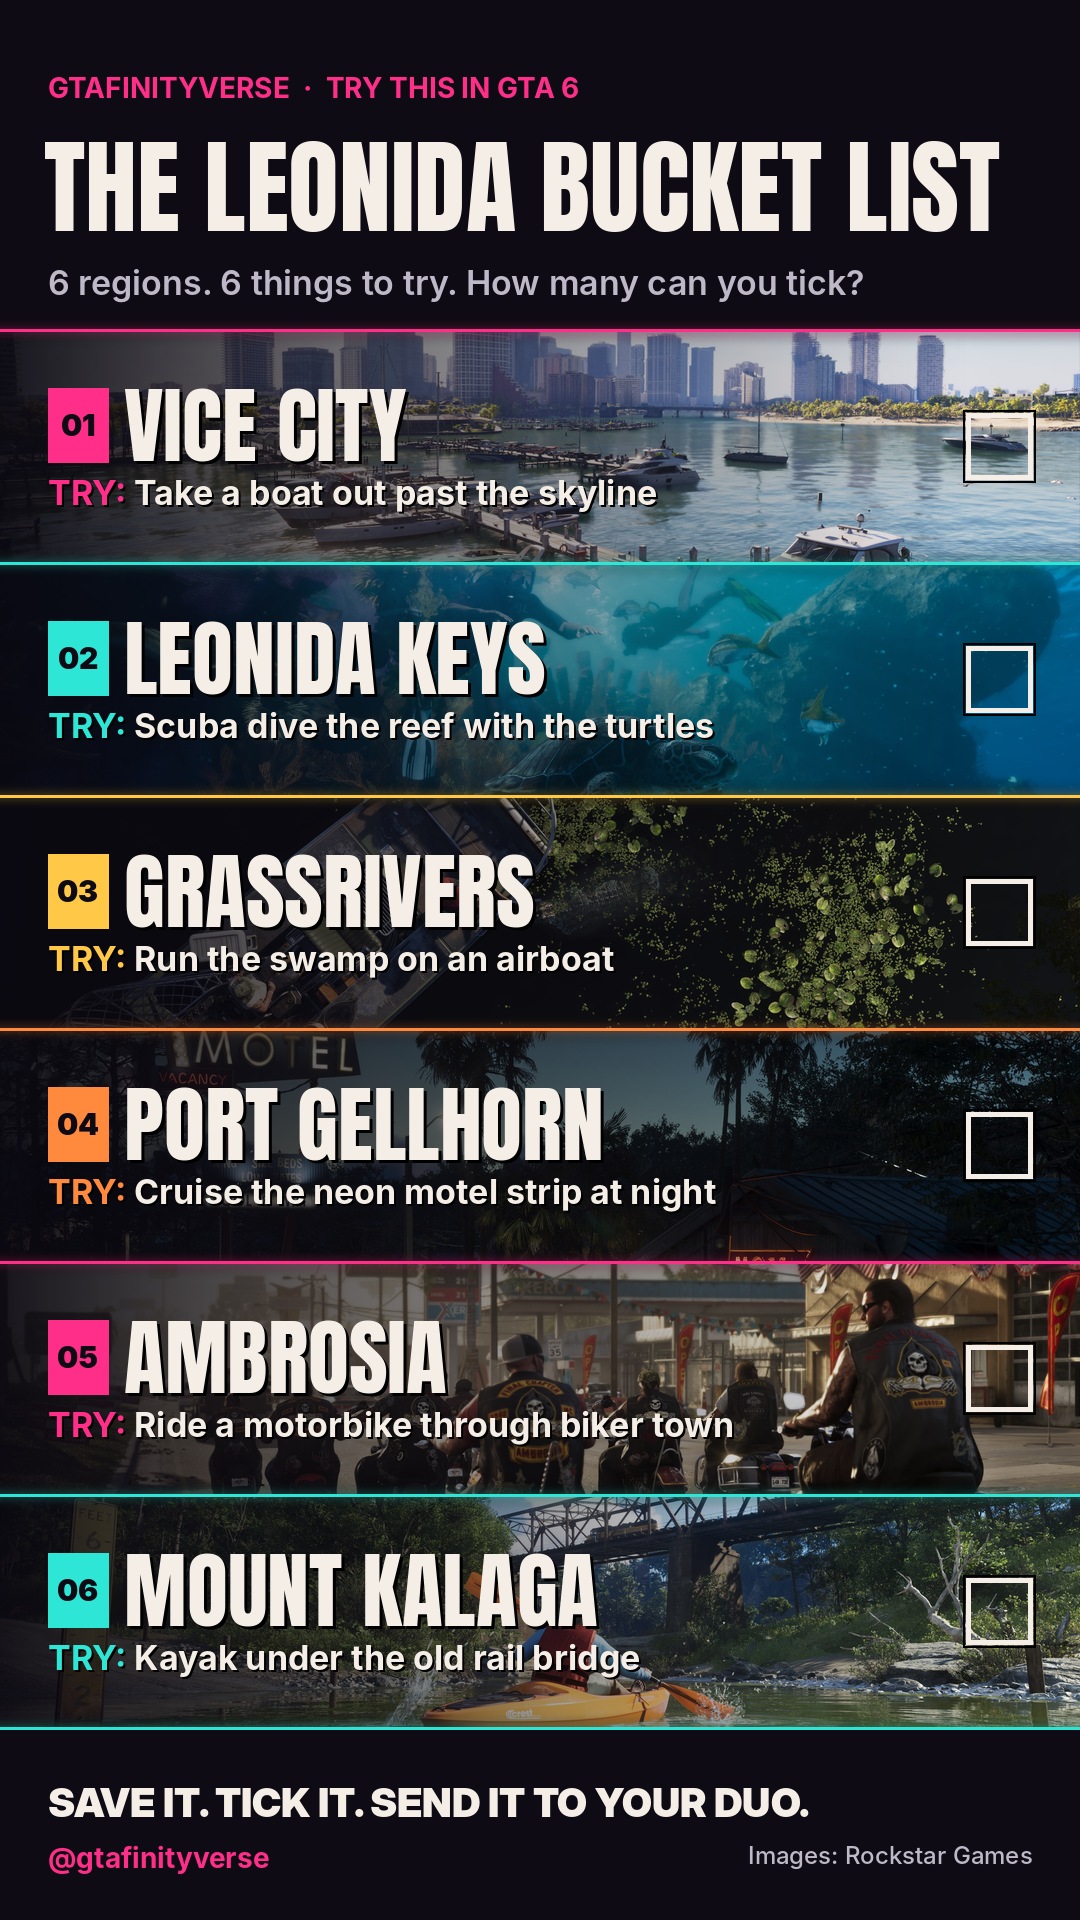 GTAFINITYVERSE · TRY THIS IN GTA 6
THE LEONIDA BUCKET LIST
6 regions. 6 things to try. How many can you tick?
01 VICE CITY
TRY: Take a boat out past the skyline
02 LEONIDA KEYS
TRY: Scuba dive the reef with the turtles
03 GRASSRIVERS
TRY: Run the swamp on an airboat
MOTEL
VACANCY
04 PORT GELLHORN
TRY: Cruise the neon motel strip at night
05 AMBROSIA
TRY: Ride a motorbike through biker town
AMBROSIA
FEET
6
06 MOUNT KALAGA
TRY: Kayak under the old rail bridge
2
SAVE IT. TICK IT. SEND IT TO YOUR DUO.
@gtafinityverse
Images: Rockstar Games